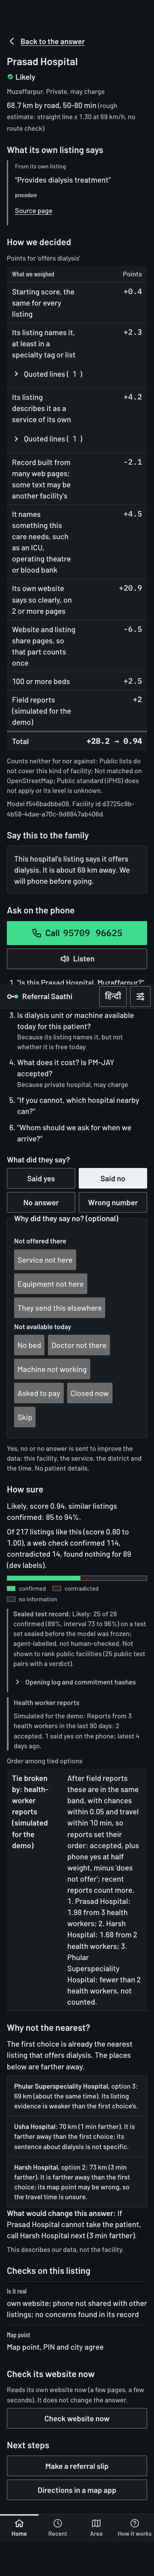 Back to the answer
Prasad Hospital
Likely
Muzaffarpur. Private, may charge
68.7 km by road, 50-80 min (rough
estimate: straight line x 1.30 at 69 km/h, no
route check)
What its own listing says
From its own listing
"Provides dialysis treatment"
procedure
Source page
How we decided
Points for 'offers dialysis'
What we weighed Points
Starting score, the +0.4
same for every
listing
Its listing names it, +2.3
at least in a
specialty tag or list
Quoted lines ( 1 )
Its listing +4.2
describes it as a
service of its own
Quoted lines ( 1 )
Record built from -2.1
many web pages;
some text may be
another facility's
It names +4.5
something this
care needs, such
as an ICU,
operating theatre
or blood bank
Its own website +20.9
says so clearly, on
2 or more pages
Website and listing -6.5
share pages, so
that part counts
once
100 or more beds +2.5
Field reports +2
(simulated for the
demo)
Total +28.2 → 0.94
Counts neither for nor against: Public lists do
not cover this kind of facility; Not matched on
OpenStreetMap; Public standard (IPHS) does
not apply or its level is unknown.
Say this to the family
This hospital's listing says it offers
dialysis. It is about 69 km away. We
will phone before going.
Ask on the phone
Call 95709 96625
Listen
1. "Is this Prasad Hospital, Muzaffarpur?"
Referral Saathi
हिन्दी
3. Is dialysis unit or machine available
today for this patient?
Because its listing names it, but not
whether it is free today
4. What does it cost? Is PM-JAY
accepted?
Because private hospital, may charge
5. "If you cannot, which hospital nearby
can?"
6. "Whom should we ask for when we
arrive?"
What did they say?
Said yes
Said no
No answer
Wrong number
Why did they say no? (optional)
Not offered there
Service not here
Equipment not here
They send this elsewhere
Not available today
No bed
Doctor not there
Machine not working
Asked to pay
Closed now
Skip
Yes, no or no answer is sent to improve the
data: this facility, the service, the district and
the time. No patient details.
How sure
Likely, score 0.94. similar listings
confirmed: 85 to 94%.
Of 217 listings like this (score 0.80 to
1.00), a web check confirmed 114,
contradicted 14, found nothing for 89
(dev labels).
confirmed
contradicted
no information
Sealed test record: Likely: 25 of 28
confirmed (89%, interval 73 to 96%) on a test
set sealed before the model was frozen;
agent-labelled, not human-checked. Not
shown to rank public facilities (25 public test
pairs with a verdict).
Opening log and commitment hashes
Health worker reports
Simulated for the demo: Reports from 3
health workers in the last 90 days: 2
accepted, 1 said yes on the phone; latest 4
days ago.
Order among tied options
Tie broken
by: health-
worker
reports
(simulated
for the
demo)
After field reports
these are in the same
band, with chances
within 0.05 and travel
within 10 min, so
reports set their
order: accepted, plus
phone yes at half
weight, minus 'does
not offer'; recent
reports count more.
1. Prasad Hospital:
1.98 from 3 health
workers; 2. Harsh
Hospital: 1.68 from 2
health workers; 3.
Phular
Superspeciality
Hospital: fewer than 2
health workers, not
counted.
Why not the nearest?
The first choice is already the nearest
listing that offers dialysis. The places
below are farther away.
Phular Superspeciality Hospital, option 3:
69 km (about the same time). Its listing
evidence is weaker than the first choice's.
Usha Hospital: 70 km (1 min farther). It is
farther away than the first choice; its
sentence about dialysis is not specific.
Harsh Hospital, option 2: 73 km (3 min
farther). It is farther away than the first
choice; its map point may be wrong, so
the travel time is unsure.
What would change this answer: If
Prasad Hospital cannot take the patient,
call Harsh Hospital next (3 min farther).
This describes our data, not the facility.
Checks on this listing
Is it real
own website; phone not shared with other
listings; no concerns found in its record
Map point
Map point, PIN and city agree
Check its website now
Reads its own website now (a few pages, a few
seconds). It does not change the answer.
Check website now
Next steps
Make a referral slip
Directions in a map app
Home
Recent
Area
How it works